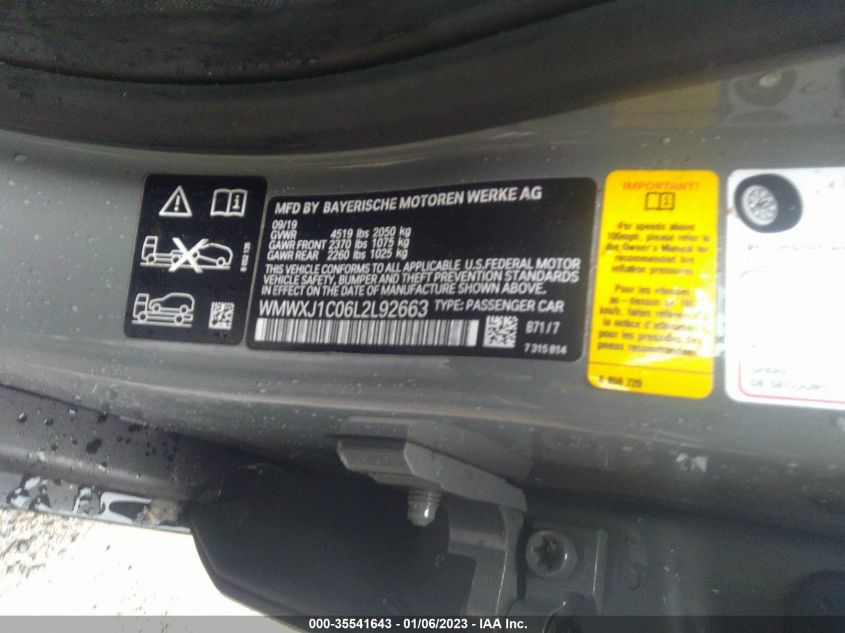 8 652 135
MFD BY BAYERISCHE MOTOREN WERKE AG
09/19
GVWR 4519 lbs 2050 kg
GAWR FRONT 2370 lbs 1075 kg
GAWR REAR 2260 lbs 1025 kg
THIS VEHICLE CONFORMS TO ALL APPLICABLE U.S.FEDERAL MOTOR
VEHICLE SAFETY, BUMPER AND THEFT PREVENTION STANDARDS
IN EFFECT ON THE DATE OF MANUFACTURE SHOWN ABOVE.
WMWXJ1C06L2L92663 TYPE: PASSENGER CAR
B71/7
7 315 814
IMPORTANT!
For speeds above
100mph, please refer to
the Owner's Manual for
recommended tire
inflation pressures.
Pour les vitesses
au-dessus de 160
km/h, faites référence
à la notice d'utilisation
pour les pressions des
pneus recommandées.
000-35541643 - 01/06/2023 - IAA Inc.